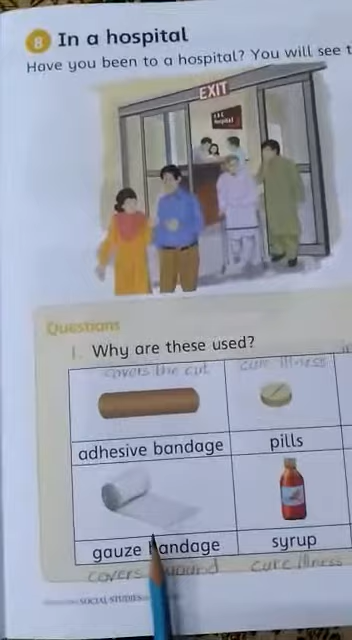 8 In a hospital
Have you been to a hospital? You will see t
EXIT
Hospital
Questions
1. Why are these used?
covers the cut cure illness
adhesive bandage pills
gauze bandage syrup
covers wound cure illness
SOCIAL STUDIES